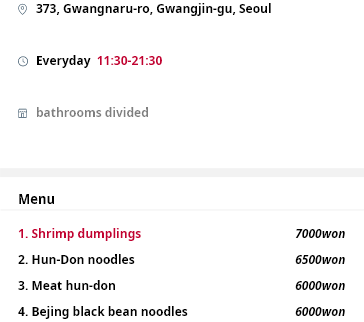 373, Gwangnaru-ro, Gwangjin-gu, Seoul
Everyday 11:30-21:30
bathrooms divided
Menu
1. Shrimp dumplings 7000won
2. Hun-Don noodles 6500won
3. Meat hun-don 6000won
4. Bejing black bean noodles 6000won